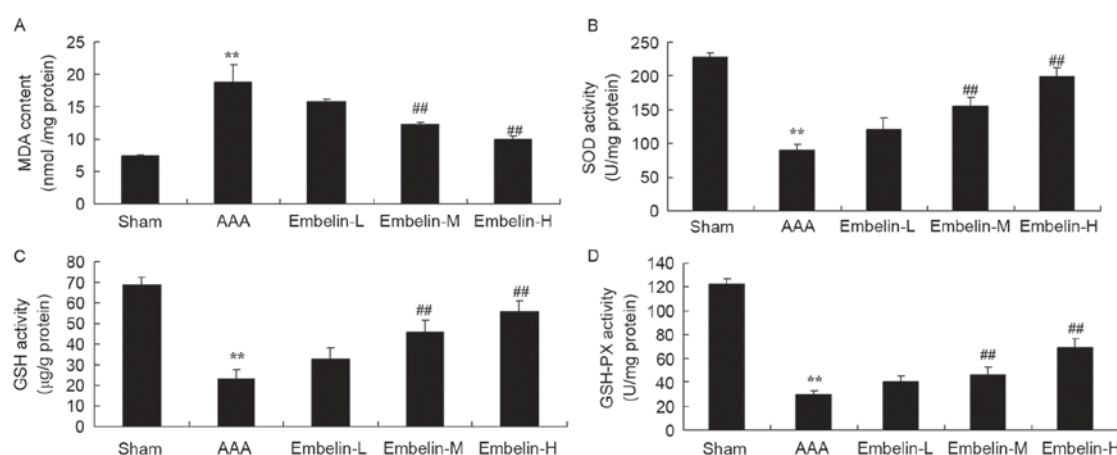 A
MDA content
(nmol /mg protein)
25
20
15
10
5
0
**
##
##
Sham AAA Embelin-L Embelin-M Embelin-H
B
SOD activity
(U/mg protein)
250
200
150
100
50
0
**
##
##
Sham AAA Embelin-L Embelin-M Embelin-H
C
GSH activity
(μg/g protein)
80
70
60
50
40
30
20
10
0
**
##
##
Sham AAA Embelin-L Embelin-M Embelin-H
D
GSH-PX activity
(U/mg protein)
140
120
100
80
60
40
20
0
**
##
##
Sham AAA Embelin-L Embelin-M Embelin-H